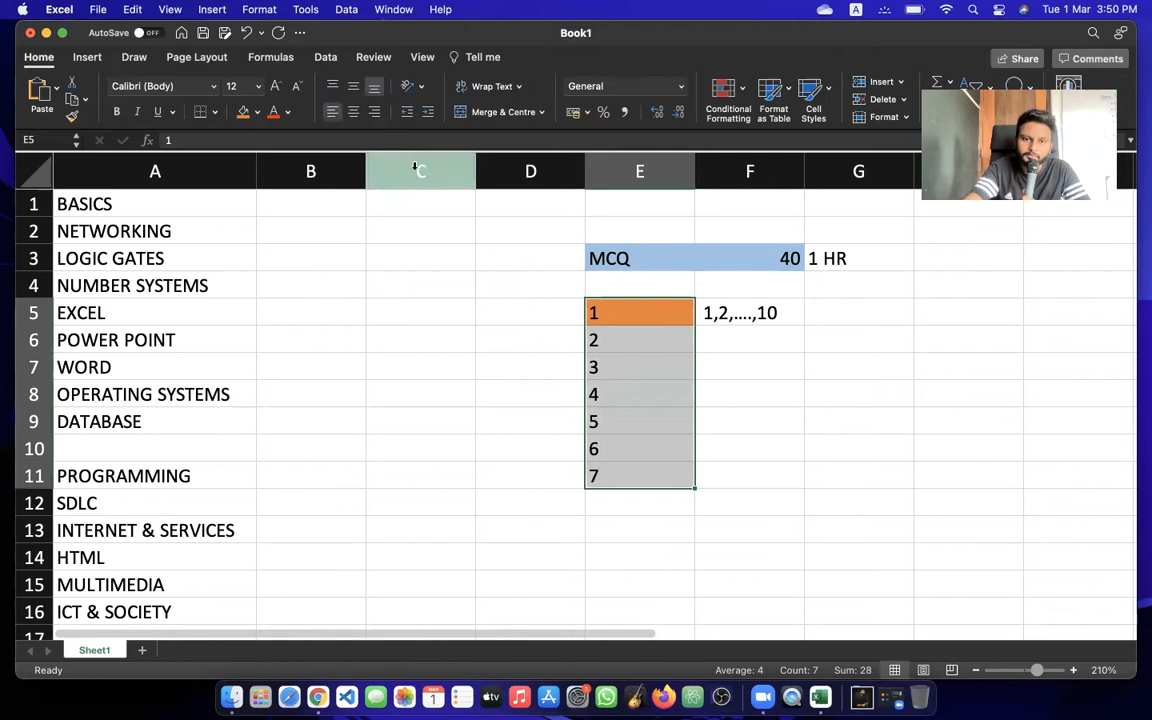 Excel File Edit View Insert Format Tools Data Window Help A Tue 1 Mar 3:50 PM
AutoSave OFF Book1
Home Insert Draw Page Layout Formulas Data Review View Tell me Share Comments
Paste Calibri (Body) 12 Wrap Text General Conditional Formatting Format as Table Cell Styles Insert
B I U Merge & Centre Delete
Format
E5 fx 1
A B C D E F G
1 BASICS
2 NETWORKING
3 LOGIC GATES MCQ 40 1 HR
4 NUMBER SYSTEMS
5 EXCEL 1 1,2,....,10
6 POWER POINT 2
7 WORD 3
8 OPERATING SYSTEMS 4
9 DATABASE 5
10 6
11 PROGRAMMING 7
12 SDLC
13 INTERNET & SERVICES
14 HTML
15 MULTIMEDIA
16 ICT & SOCIETY
17
Sheet1
Ready Average: 4 Count: 7 Sum: 28 210%